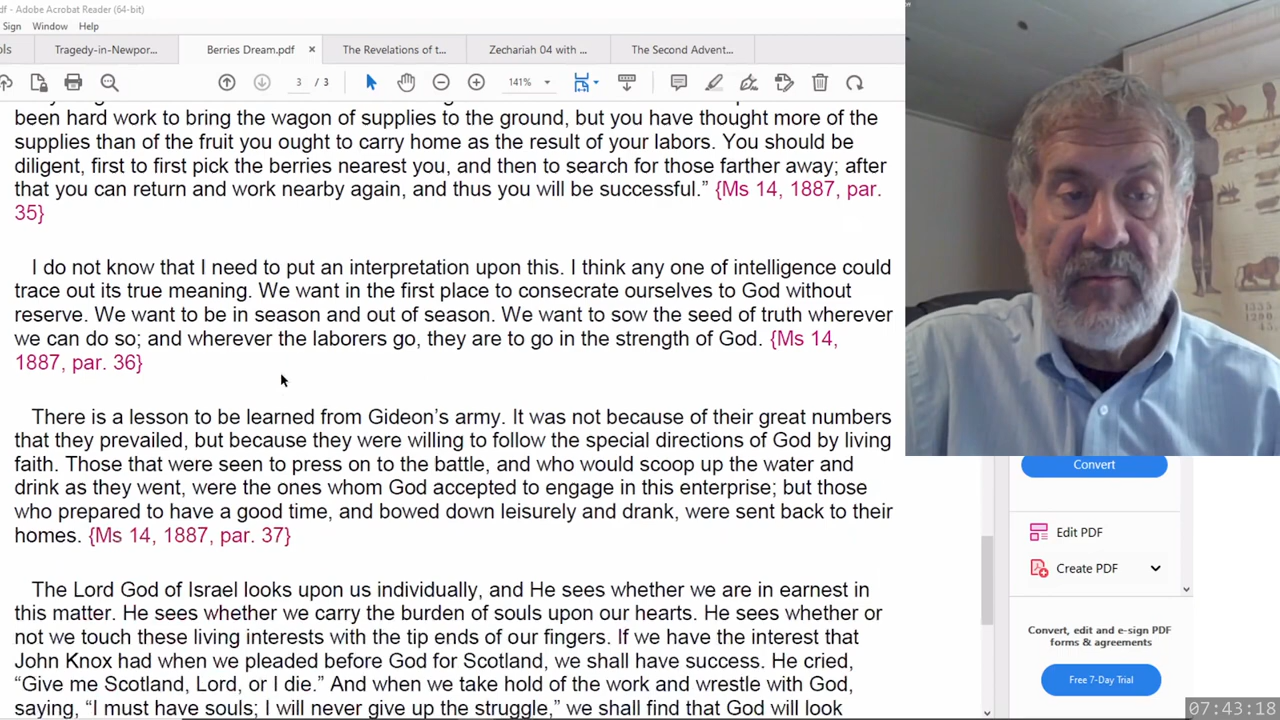 df - Adobe Acrobat Reader (64-bit)
Sign Window Help
ols Tragedy-in-Newpor... Berries Dream.pdf × The Revelations of t... Zechariah 04 with ... The Second Advent...
3 / 3 141%
been hard work to bring the wagon of supplies to the ground, but you have thought more of the
supplies than of the fruit you ought to carry home as the result of your labors. You should be
diligent, first to first pick the berries nearest you, and then to search for those farther away; after
that you can return and work nearby again, and thus you will be successful.” {Ms 14, 1887, par.
35}
I do not know that I need to put an interpretation upon this. I think any one of intelligence could
trace out its true meaning. We want in the first place to consecrate ourselves to God without
reserve. We want to be in season and out of season. We want to sow the seed of truth wherever
we can do so; and wherever the laborers go, they are to go in the strength of God. {Ms 14,
1887, par. 36}
There is a lesson to be learned from Gideon’s army. It was not because of their great numbers
that they prevailed, but because they were willing to follow the special directions of God by living
faith. Those that were seen to press on to the battle, and who would scoop up the water and
drink as they went, were the ones whom God accepted to engage in this enterprise; but those
who prepared to have a good time, and bowed down leisurely and drank, were sent back to their
homes. {Ms 14, 1887, par. 37}
The Lord God of Israel looks upon us individually, and He sees whether we are in earnest in
this matter. He sees whether we carry the burden of souls upon our hearts. He sees whether or
not we touch these living interests with the tip ends of our fingers. If we have the interest that
John Knox had when we pleaded before God for Scotland, we shall have success. He cried,
“Give me Scotland, Lord, or I die.” And when we take hold of the work and wrestle with God,
saying, “I must have souls; I will never give up the struggle,” we shall find that God will look
Convert
Edit PDF
Create PDF
Convert, edit and e-sign PDF
forms & agreements
Free 7-Day Trial
07:43:18